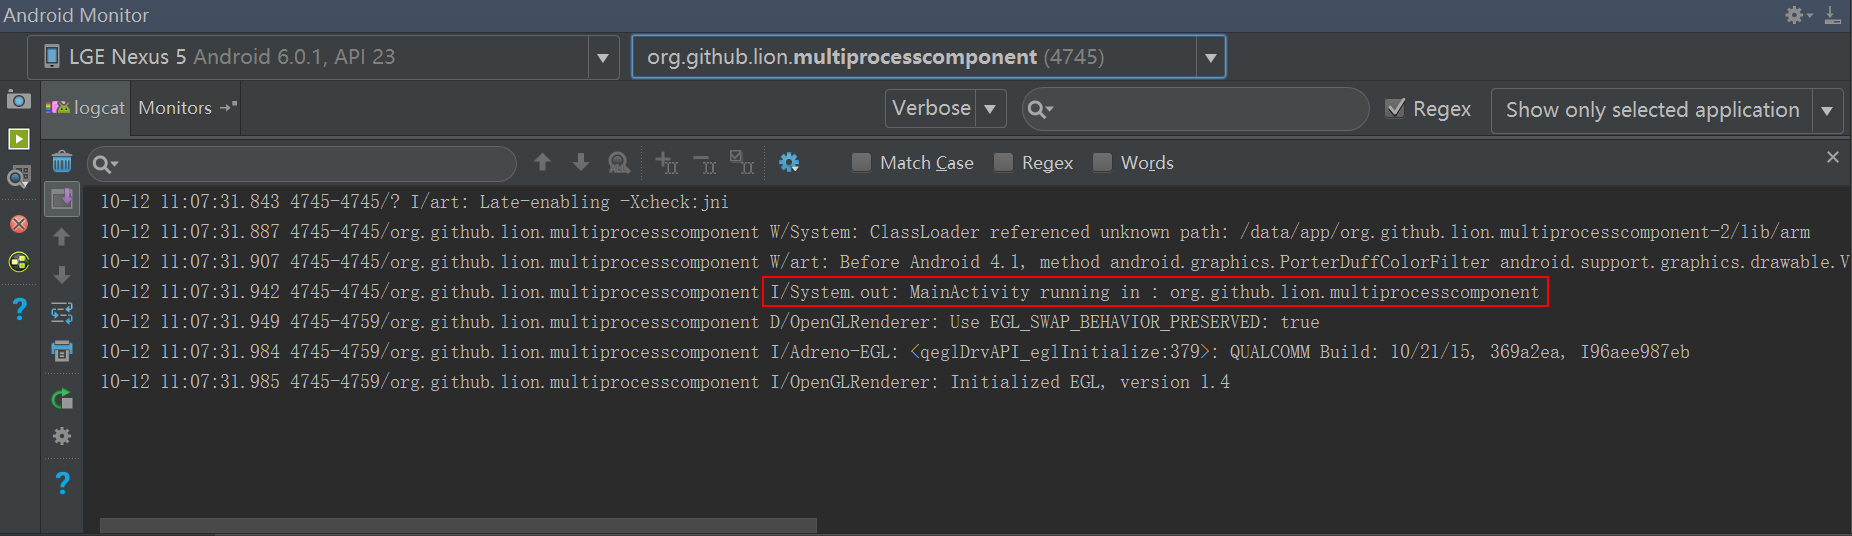 Android Monitor
LGE Nexus 5 Android 6.0.1, API 23
org.github.lion.multiprocesscomponent (4745)
logcat
Monitors
Verbose
Regex
Show only selected application
Match Case
Regex
Words
10-12 11:07:31.843 4745-4745/? I/art: Late-enabling -Xcheck:jni
10-12 11:07:31.887 4745-4745/org.github.lion.multiprocesscomponent W/System: ClassLoader referenced unknown path: /data/app/org.github.lion.multiprocesscomponent-2/lib/arm
10-12 11:07:31.907 4745-4745/org.github.lion.multiprocesscomponent W/art: Before Android 4.1, method android.graphics.PorterDuffColorFilter android.support.graphics.drawable.V
10-12 11:07:31.942 4745-4745/org.github.lion.multiprocesscomponent I/System.out: MainActivity running in : org.github.lion.multiprocesscomponent
10-12 11:07:31.949 4745-4759/org.github.lion.multiprocesscomponent D/OpenGLRenderer: Use EGL_SWAP_BEHAVIOR_PRESERVED: true
10-12 11:07:31.984 4745-4759/org.github.lion.multiprocesscomponent I/Adreno-EGL: <qeglDrvAPI_eglInitialize:379>: QUALCOMM Build: 10/21/15, 369a2ea, I96aee987eb
10-12 11:07:31.985 4745-4759/org.github.lion.multiprocesscomponent I/OpenGLRenderer: Initialized EGL, version 1.4